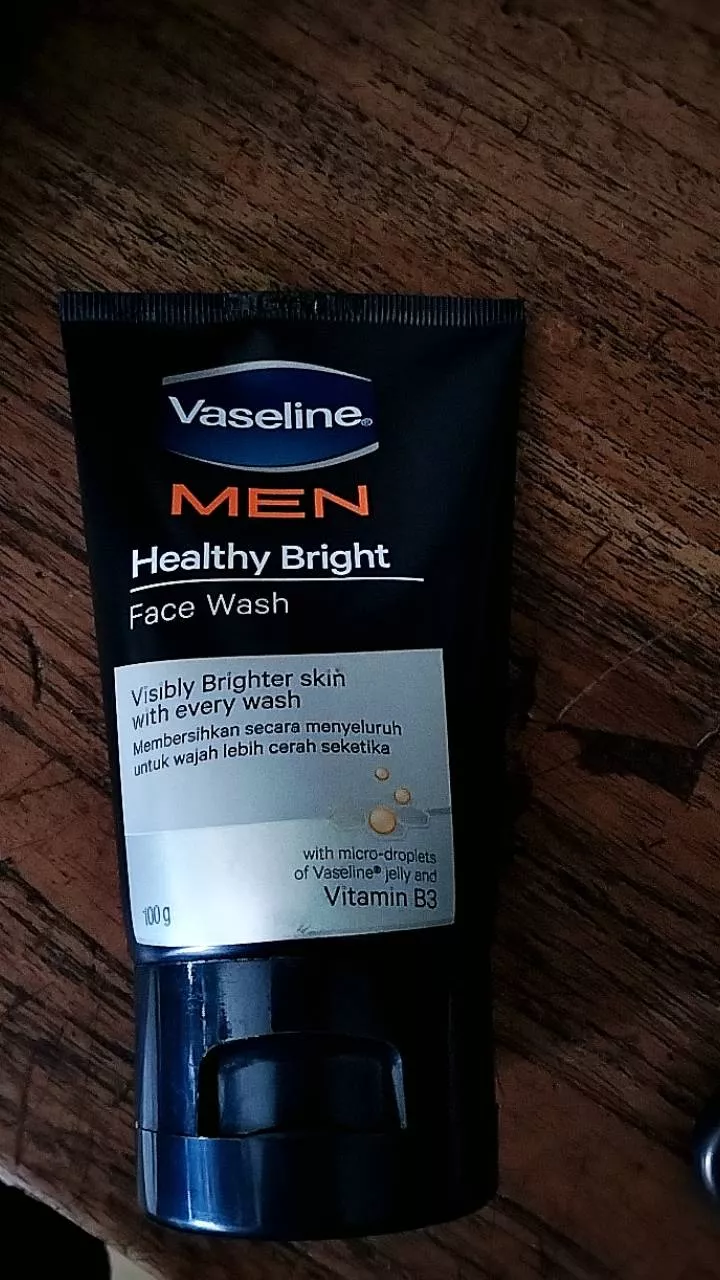 Vaseline®
MEN
Healthy Bright
Face Wash
Visibly Brighter skin
with every wash
Membersihkan secara menyeluruh
untuk wajah lebih cerah seketika
with micro-droplets
of Vaseline® jelly and
Vitamin B3
100 g